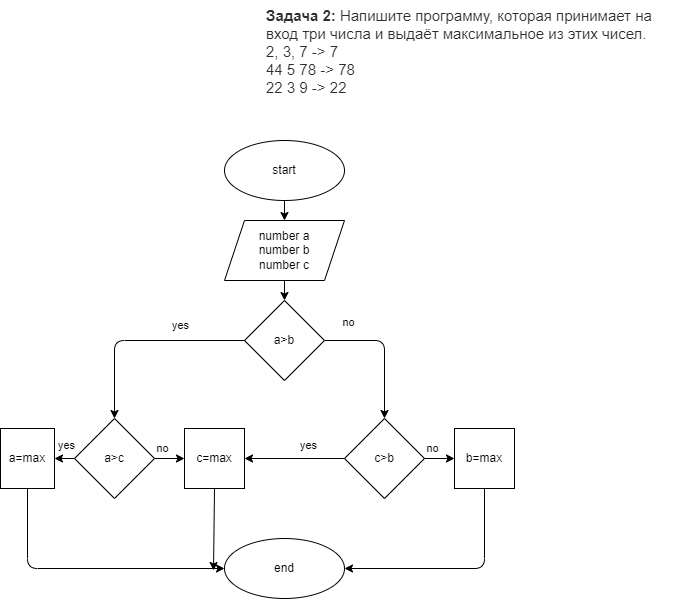 Задача 2: Напишите программу, которая принимает на
вход три числа и выдаёт максимальное из этих чисел.
2, 3, 7 -> 7
44 5 78 -> 78
22 3 9 -> 22
start
number a
number b
number c
yes
no
a>b
a=max
yes
a>c
no
c=max
yes
c>b
no
b=max
end